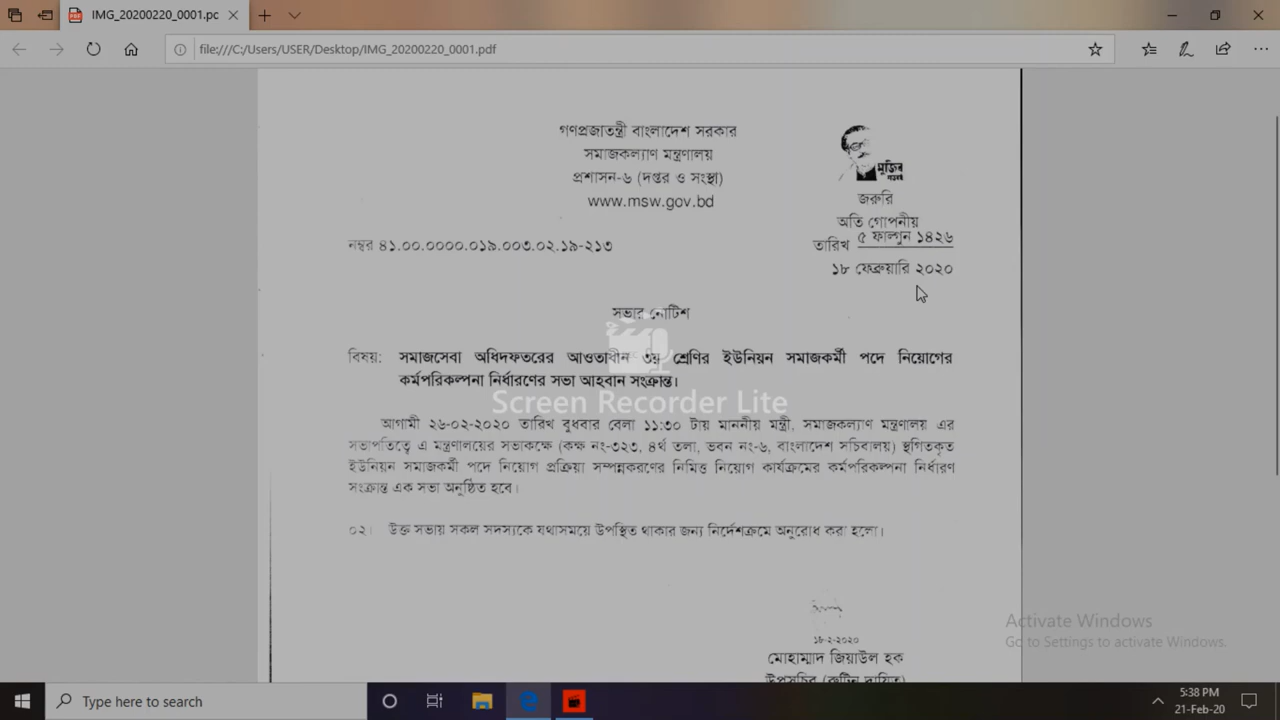 IMG_20200220_0001.pc
file:///C:/Users/USER/Desktop/IMG_20200220_0001.pdf
গণপ্রজাতন্ত্রী বাংলাদেশ সরকার
সমাজকল্যাণ মন্ত্রণালয়
প্রশাসন-৬ (দপ্তর ও সংস্থা)
www.msw.gov.bd
মুজিব
জরুরি
অতি গোপনীয়
নম্বর ৪১.০০.০০০০.০১৯.০০৩.০২.১৯-২১৩
তারিখ ৫ ফাল্গুন ১৪২৬
১৮ ফেব্রুয়ারি ২০২০
সভার নোটিশ
বিষয়: সমাজসেবা অধিদফতরের আওতাধীন ৩য় শ্রেণির ইউনিয়ন সমাজকর্মী পদে নিয়োগের
কর্মপরিকল্পনা নির্ধারণের সভা আহবান সংক্রান্ত।
Screen Recorder Lite
আগামী ২৬-০২-২০২০ তারিখ বুধবার বেলা ১১:৩০ টায় মাননীয় মন্ত্রী, সমাজকল্যাণ মন্ত্রণালয় এর
সভাপতিত্বে এ মন্ত্রণালয়ের সভাকক্ষে (কক্ষ নং-৩২৩, ৪র্থ তলা, ভবন নং-৬, বাংলাদেশ সচিবালয়) স্থগিতকৃত
ইউনিয়ন সমাজকর্মী পদে নিয়োগ প্রক্রিয়া সম্পন্নকরণের নিমিত্ত নিয়োগ কার্যক্রমের কর্মপরিকল্পনা নির্ধারণ
সংক্রান্ত এক সভা অনুষ্ঠিত হবে।
০২। উক্ত সভায় সকল সদস্যকে যথাসময়ে উপস্থিত থাকার জন্য নির্দেশক্রমে অনুরোধ করা হলো।
১৮-২-২০২০
মোহাম্মাদ জিয়াউল হক
উপসচিব (রুটিন দায়িত্ব)
Activate Windows
Go to Settings to activate Windows.
Type here to search
5:38 PM
21-Feb-20